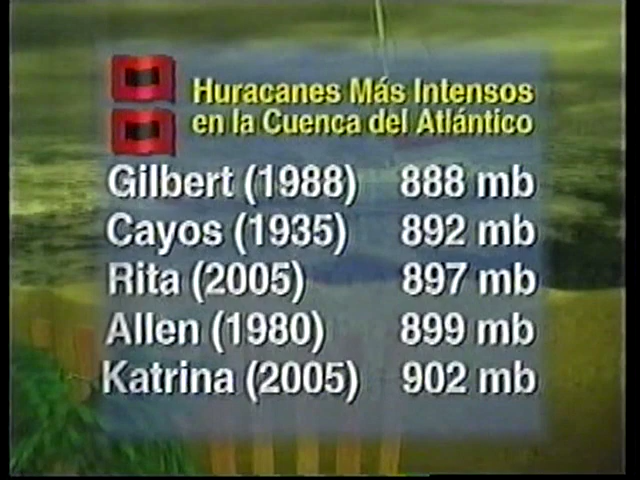 Huracanes Más Intensos
en la Cuenca del Atlántico
Gilbert (1988) 888 mb
Cayos (1935) 892 mb
Rita (2005) 897 mb
Allen (1980) 899 mb
Katrina (2005) 902 mb